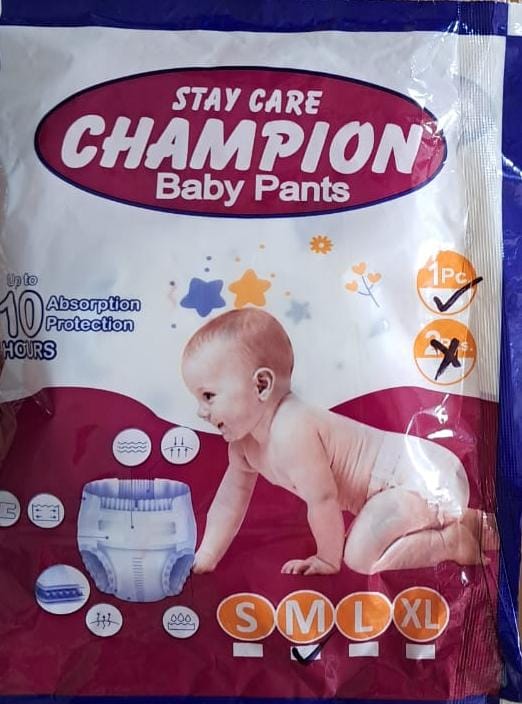 STAY CARE
CHAMPION
Baby Pants
Up to
10
HOURS
Absorption
Protection
1Pc
S M L XL